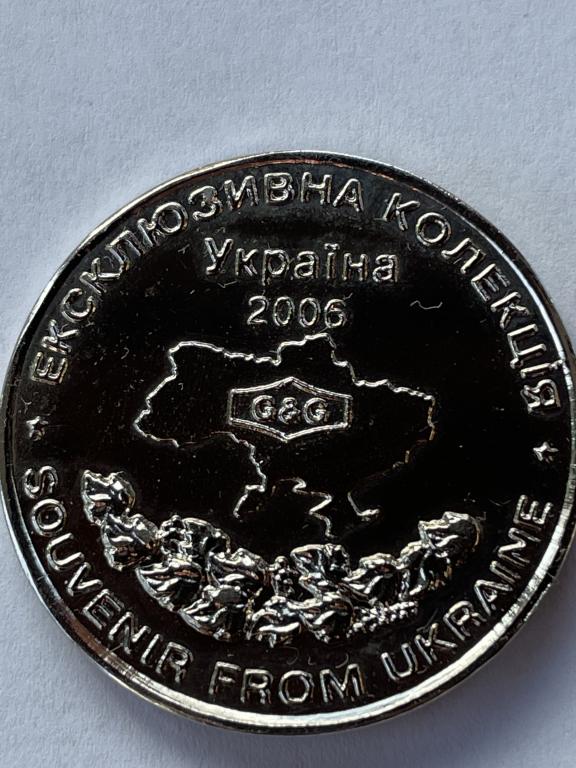 ЕКСКЛЮЗИВНА КОЛЕКЦІЯ
Україна
2006
G&G
SOUVENIR FROM UKRAINE